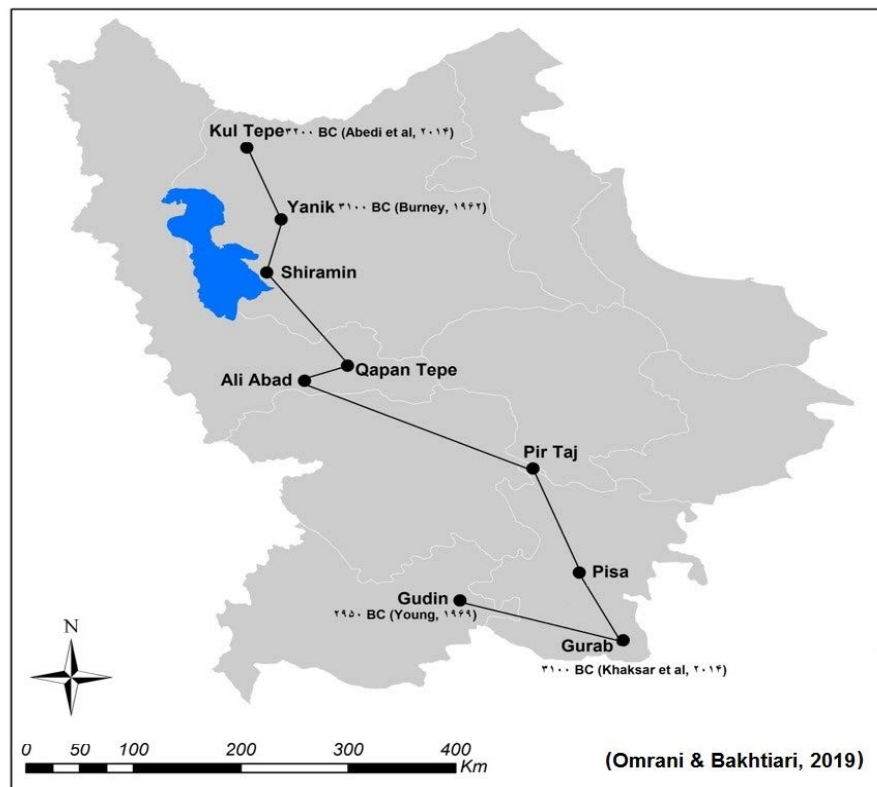 Kul Tepe ۳۲۰۰ BC (Abedi et al, ۲۰۱۴)
Yanik ۳۱۰۰ BC (Burney, ۱۹۶۲)
Shiramin
Qapan Tepe
Ali Abad
Pir Taj
Pisa
Gudin
۲۹۵۰ BC (Young, ۱۹۶۹)
Gurab
۳۱۰۰ BC (Khaksar et al, ۲۰۱۴)
N
0 50 100 200 300 400
Km
(Omrani & Bakhtiari, 2019)